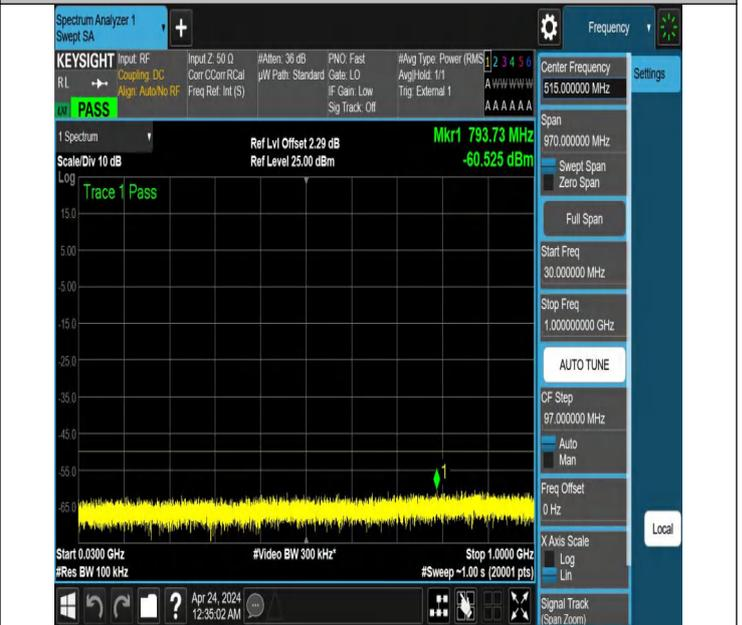 Spectrum Analyzer 1
Swept SA
+
Frequency
KEYSIGHT
RL
LXI
PASS
Input: RF
Coupling: DC
Align: Auto/No RF
Input Z: 50 Ω
Corr CCorr RCal
Freq Ref: Int (S)
#Atten: 36 dB
µW Path: Standard
PNO: Fast
Gate: LO
IF Gain: Low
Sig Track: Off
#Avg Type: Power (RMS
Avg|Hold: 1/1
Trig: External 1
1 2 3 4 5 6
A W W W W W
A A A A A A
1 Spectrum
Scale/Div 10 dB
Ref Lvl Offset 2.29 dB
Ref Level 25.00 dBm
Mkr1 793.73 MHz
-60.525 dBm
Log
Trace 1 Pass
15.0
5.00
-5.00
-15.0
-25.0
-35.0
-45.0
-55.0
-65.0
1
Start 0.0300 GHz
#Res BW 100 kHz
#Video BW 300 kHz*
Stop 1.0000 GHz
#Sweep ~1.00 s (20001 pts)
Center Frequency
515.000000 MHz
Settings
Span
970.000000 MHz
Swept Span
Zero Span
Full Span
Start Freq
30.000000 MHz
Stop Freq
1.000000000 GHz
AUTO TUNE
CF Step
97.000000 MHz
Auto
Man
Freq Offset
0 Hz
X Axis Scale
Log
Lin
Local
Signal Track
(Span Zoom)
?
Apr 24, 2024
12:35:02 AM